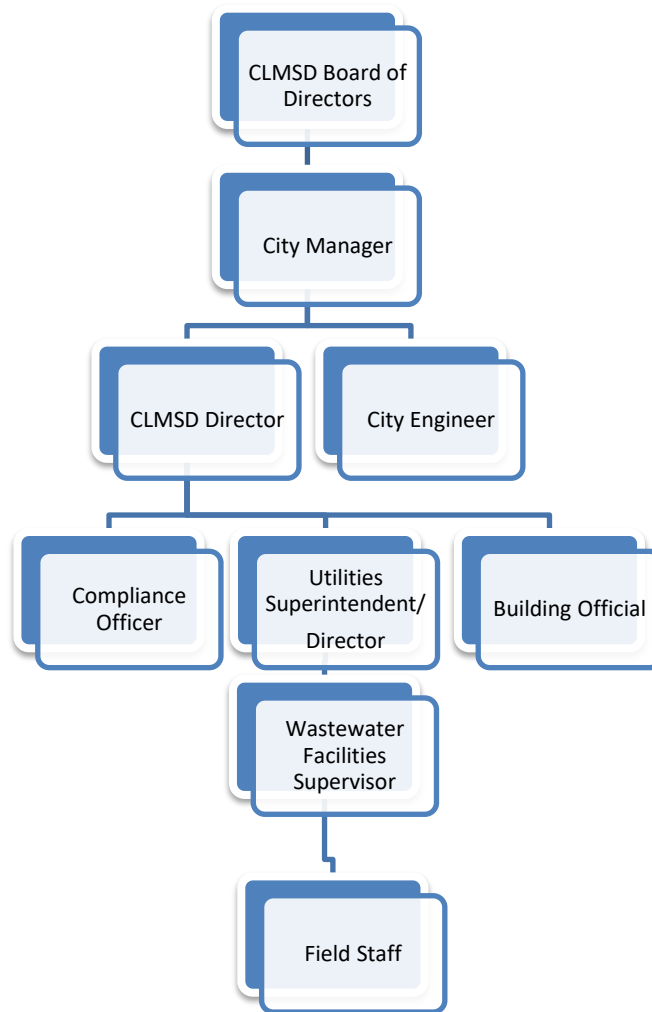 CLMSD Board of
Directors
City Manager
CLMSD Director
City Engineer
Compliance
Officer
Utilities
Superintendent/
Director
Building Official
Wastewater
Facilities
Supervisor
Field Staff